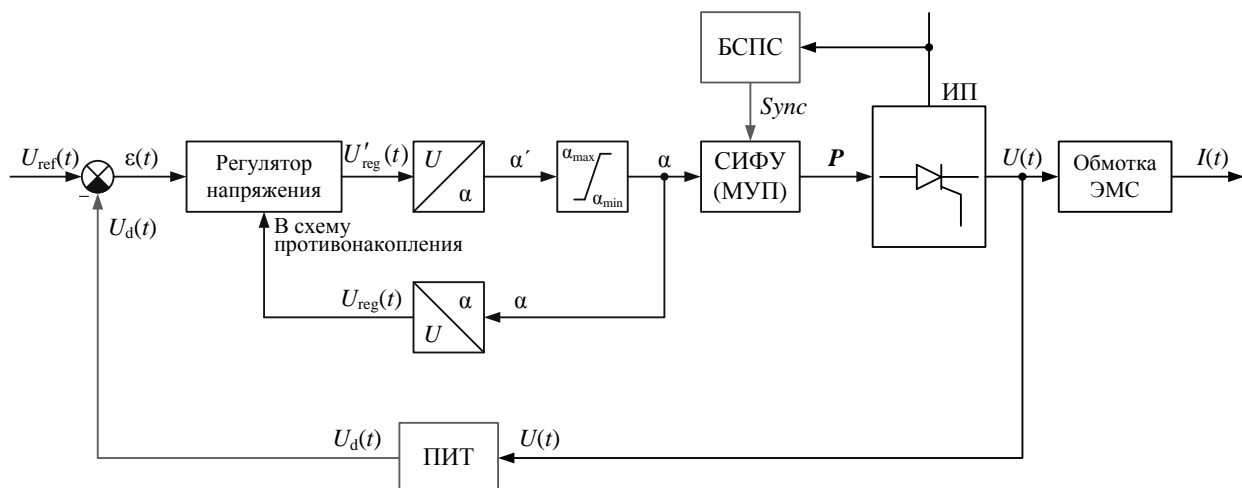 БСПС
ИП
Sync
U_ref(t)
ε(t)
Регулятор
напряжения
U′_reg(t)
U
α
α′
α_max
α_min
α
СИФУ
(МУП)
P
U(t)
Обмотка
ЭМС
I(t)
−
U_d(t)
В схему
противонакопления
U_reg(t)
α
U
α
U_d(t)
ПИТ
U(t)